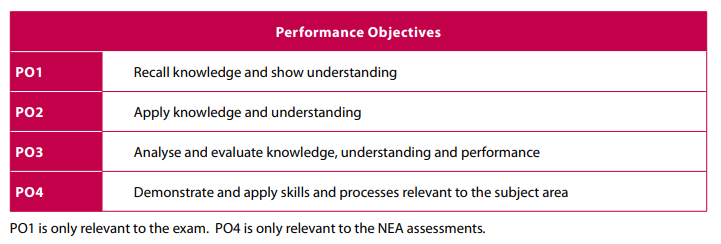 Performance Objectives
PO1 Recall knowledge and show understanding
PO2 Apply knowledge and understanding
PO3 Analyse and evaluate knowledge, understanding and performance
PO4 Demonstrate and apply skills and processes relevant to the subject area
PO1 is only relevant to the exam. PO4 is only relevant to the NEA assessments.